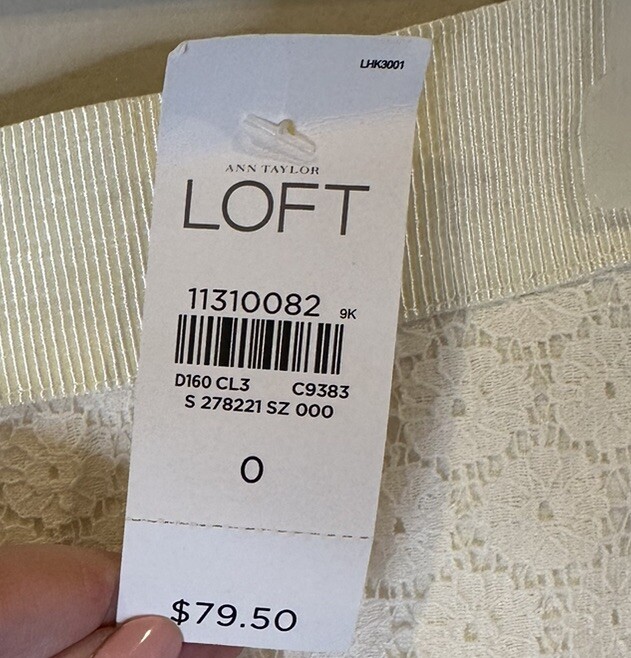 LHK3001
ANN TAYLOR
LOFT
11310082 9K
D160 CL3 C9383
S 278221 SZ 000
0
$79.50